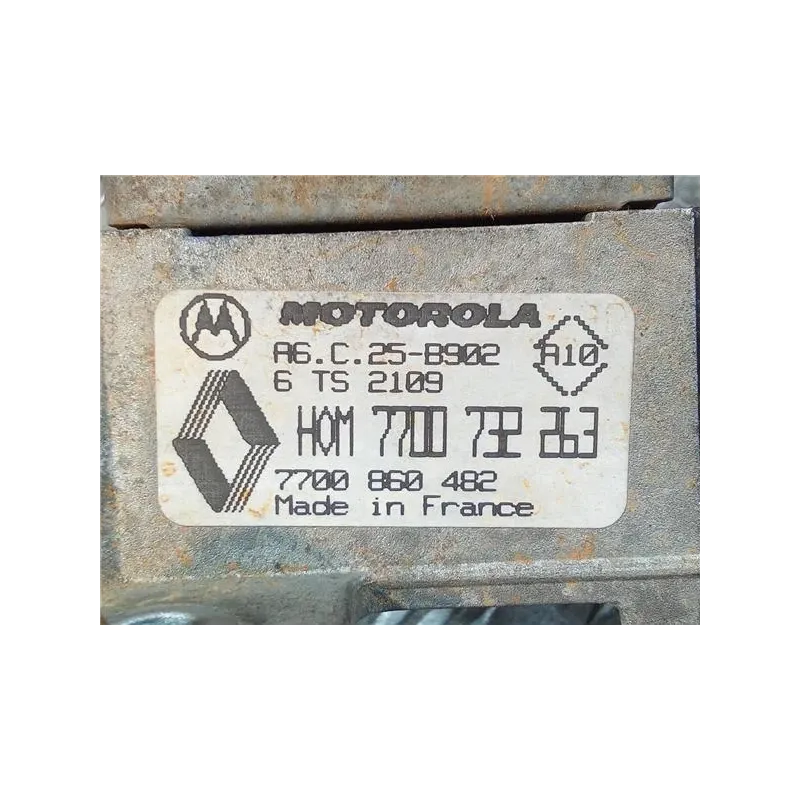 MOTOROLA
A6.C.25-B902
A10
6 TS 2109
HOM 7700 732 263
7700 860 482
Made in France